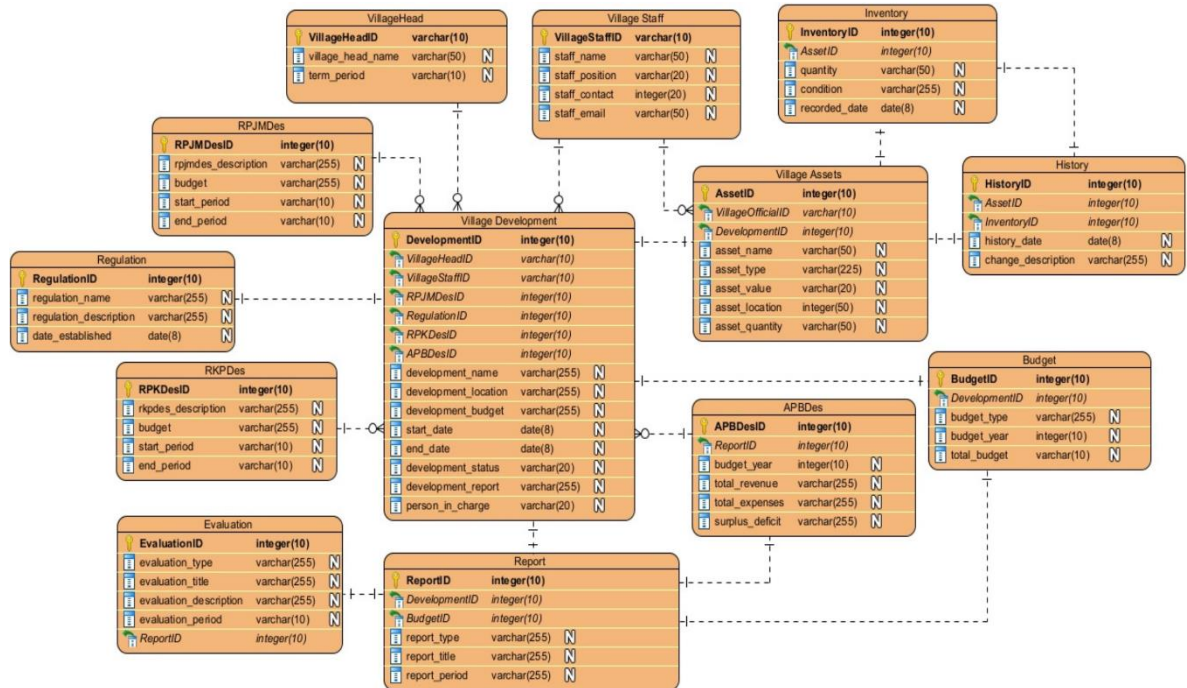 VillageHead
VillageHeadID varchar(10)
village_head_name varchar(50) N
term_period varchar(10) N
Village Staff
VillageStaffID varchar(10)
staff_name varchar(50) N
staff_position varchar(20) N
staff_contact integer(20) N
staff_email varchar(50) N
Inventory
InventoryID integer(10)
AssetID integer(10)
quantity varchar(50) N
condition varchar(255) N
recorded_date date(8) N
RPJMDes
RPJMDesID integer(10)
rpjmdes_description varchar(255) N
budget varchar(255) N
start_period varchar(10) N
end_period varchar(10) N
Village Assets
AssetID integer(10)
VillageOfficialID varchar(10)
DevelopmentID integer(10)
asset_name varchar(50) N
asset_type varchar(225) N
asset_value varchar(20) N
asset_location integer(50) N
asset_quantity varchar(50) N
History
HistoryID integer(10)
AssetID integer(10)
InventoryID integer(10)
history_date date(8) N
change_description varchar(255) N
Village Development
DevelopmentID integer(10)
VillageHeadID varchar(10)
VillageStaffID varchar(10)
RPJMDesID integer(10)
RegulationID integer(10)
RPKDesID integer(10)
APBDesID integer(10)
development_name varchar(255) N
development_location varchar(255) N
development_budget varchar(255) N
start_date date(8) N
end_date date(8) N
development_status varchar(20) N
development_report varchar(255) N
person_in_charge varchar(20) N
Regulation
RegulationID integer(10)
regulation_name varchar(255) N
regulation_description varchar(255) N
date_established date(8) N
RKPDes
RPKDesID integer(10)
rkpdes_description varchar(255) N
budget varchar(255) N
start_period varchar(10) N
end_period varchar(10) N
Budget
BudgetID integer(10)
DevelopmentID integer(10)
budget_type varchar(255) N
budget_year integer(10) N
total_budget varchar(10) N
APBDes
APBDesID integer(10)
ReportID integer(10)
budget_year integer(10) N
total_revenue varchar(255) N
total_expenses varchar(255) N
surplus_deficit varchar(255) N
Evaluation
EvaluationID integer(10)
evaluation_type varchar(255) N
evaluation_title varchar(255) N
evaluation_description varchar(255) N
evaluation_period varchar(10) N
ReportID integer(10)
Report
ReportID integer(10)
DevelopmentID integer(10)
BudgetID integer(10)
report_type varchar(255) N
report_title varchar(255) N
report_period varchar(255) N